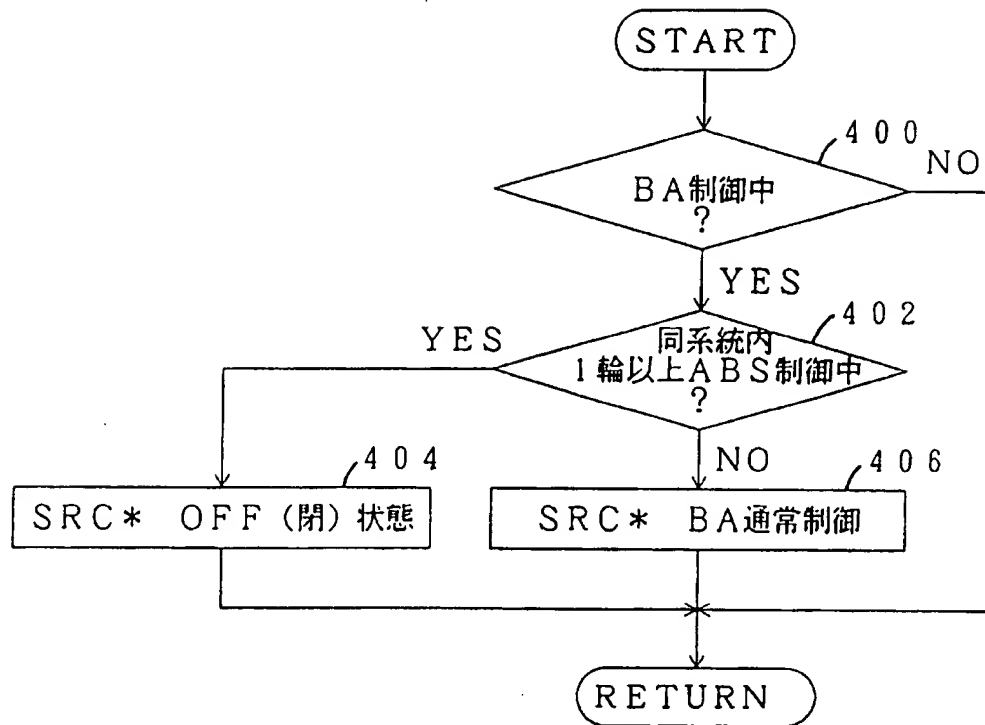 START
400
NO
BA制御中
?
YES
402
YES
同系統内
1輪以上ABS制御中
?
404
NO
406
SRC* OFF(閉)状態
SRC* BA通常制御
RETURN